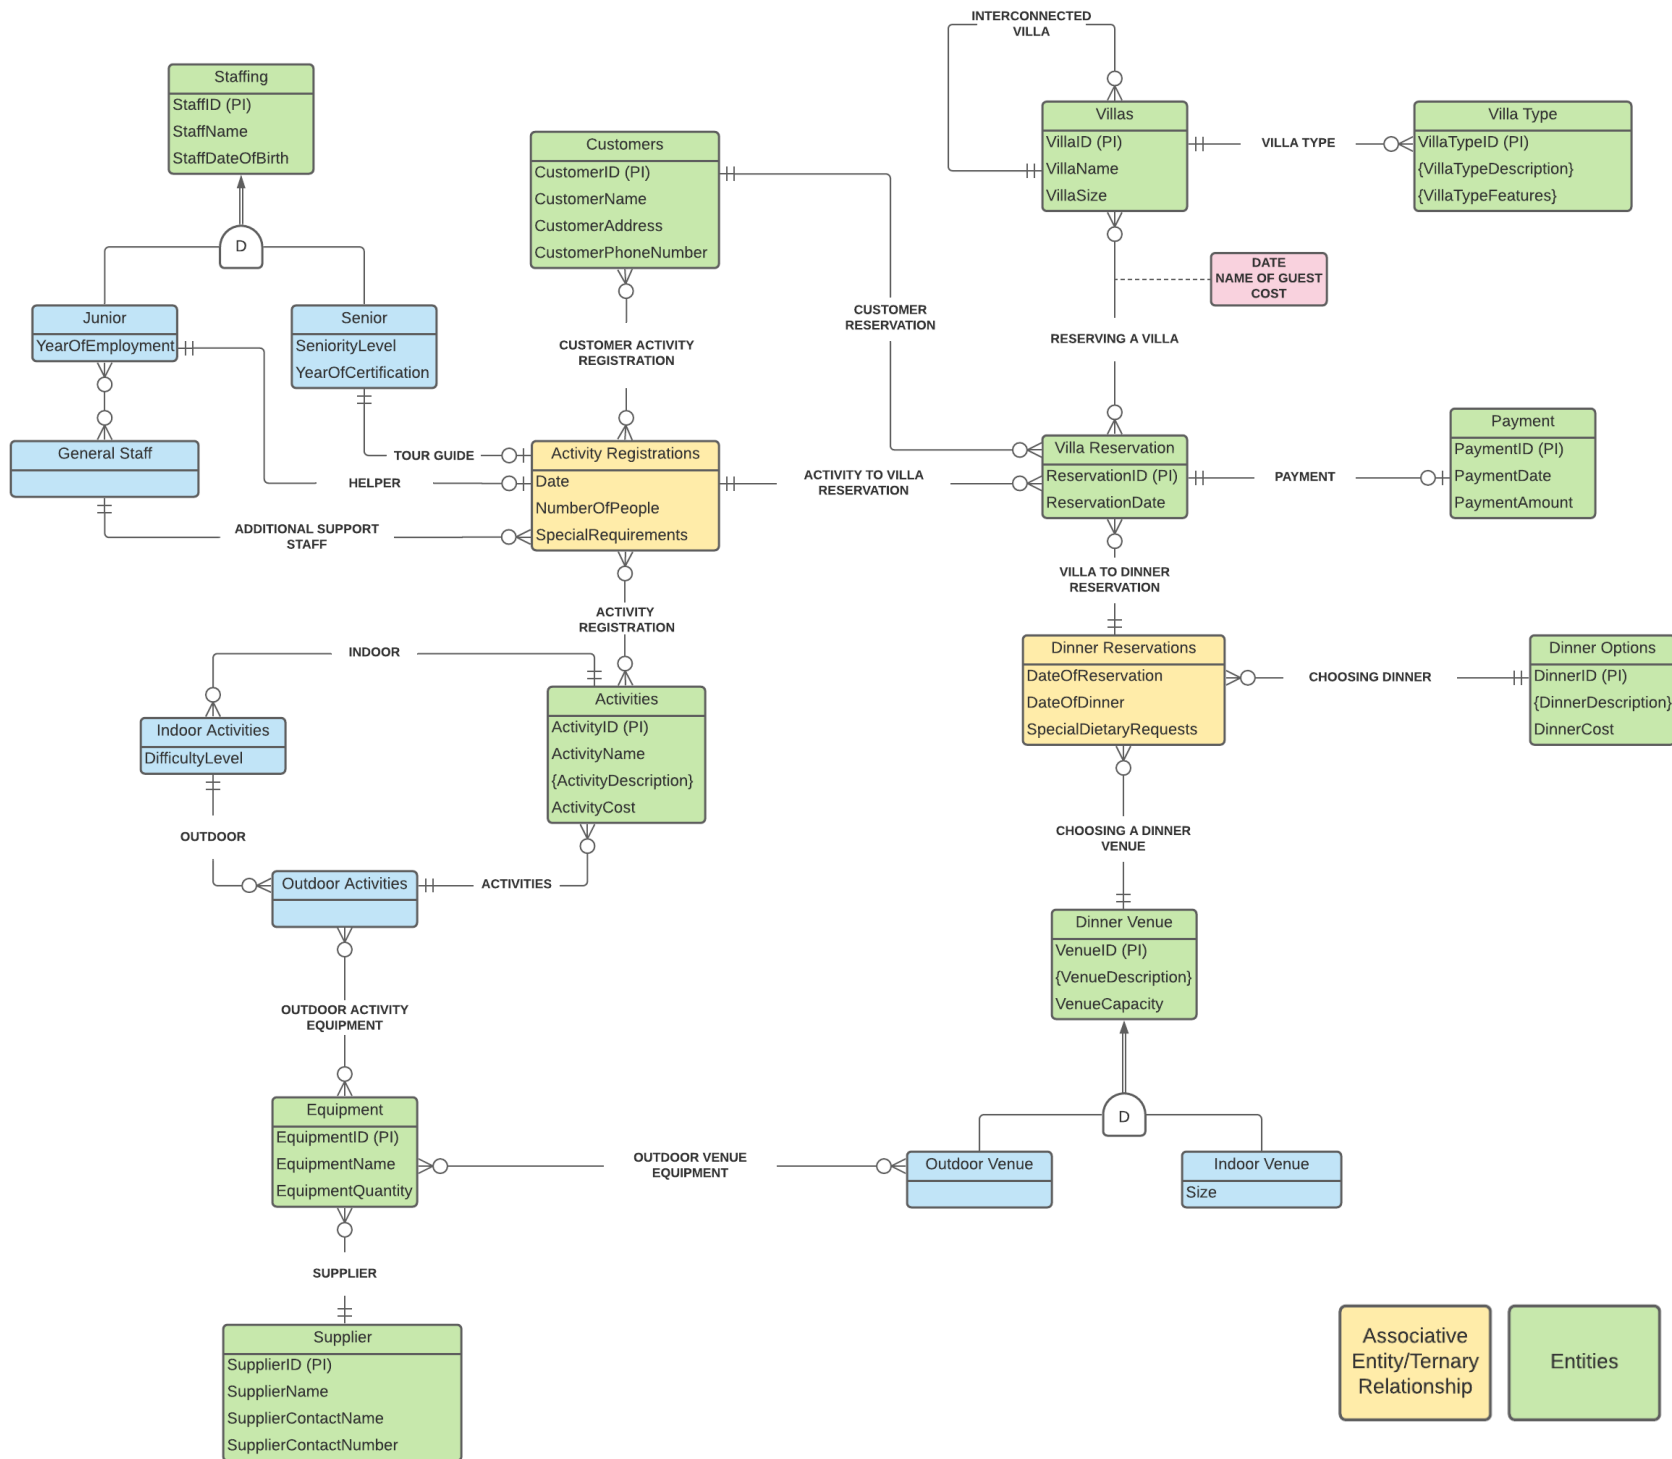 INTERCONNECTED
VILLA
Staffing
StaffID (PI)
StaffName
StaffDateOfBirth
D
Junior
YearOfEmployment
Senior
SeniorityLevel
YearOfCertification
General Staff
TOUR GUIDE
HELPER
ADDITIONAL SUPPORT
STAFF
Customers
CustomerID (PI)
CustomerName
CustomerAddress
CustomerPhoneNumber
CUSTOMER ACTIVITY
REGISTRATION
CUSTOMER
RESERVATION
Activity Registrations
Date
NumberOfPeople
SpecialRequirements
ACTIVITY TO VILLA
RESERVATION
Villas
VillaID (PI)
VillaName
VillaSize
VILLA TYPE
Villa Type
VillaTypeID (PI)
{VillaTypeDescription}
{VillaTypeFeatures}
DATE
NAME OF GUEST
COST
RESERVING A VILLA
Villa Reservation
ReservationID (PI)
ReservationDate
PAYMENT
Payment
PaymentID (PI)
PaymentDate
PaymentAmount
VILLA TO DINNER
RESERVATION
ACTIVITY
REGISTRATION
INDOOR
Indoor Activities
DifficultyLevel
Activities
ActivityID (PI)
ActivityName
{ActivityDescription}
ActivityCost
OUTDOOR
Outdoor Activities
ACTIVITIES
Dinner Reservations
DateOfReservation
DateOfDinner
SpecialDietaryRequests
CHOOSING DINNER
Dinner Options
DinnerID (PI)
{DinnerDescription}
DinnerCost
CHOOSING A DINNER
VENUE
Dinner Venue
VenueID (PI)
{VenueDescription}
VenueCapacity
D
Outdoor Venue
Indoor Venue
Size
OUTDOOR ACTIVITY
EQUIPMENT
Equipment
EquipmentID (PI)
EquipmentName
EquipmentQuantity
OUTDOOR VENUE
EQUIPMENT
SUPPLIER
Supplier
SupplierID (PI)
SupplierName
SupplierContactName
SupplierContactNumber
Associative
Entity/Ternary
Relationship
Entities